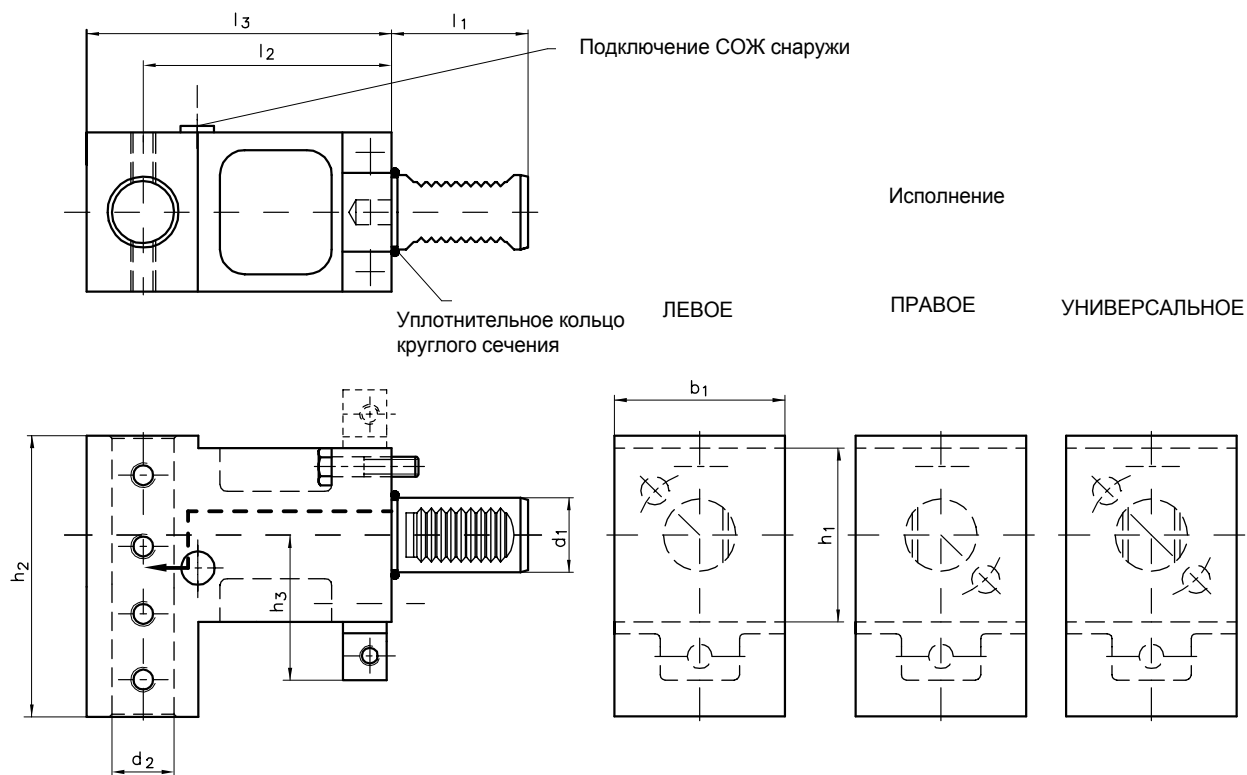 l3
l1
l2
Подключение СОЖ снаружи
Исполнение
Уплотнительное кольцо
круглого сечения
ЛЕВОЕ
ПРАВОЕ
УНИВЕРСАЛЬНОЕ
b1
h2
h3
d1
h1
d2